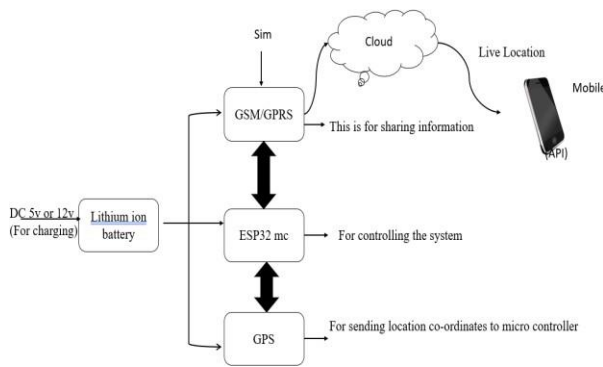 Sim
Cloud
Live Location
Mobile
(API)
GSM/GPRS
This is for sharing information
DC 5v or 12v
(For charging)
Lithium ion
battery
ESP32 mc
For controlling the system
GPS
For sending location co-ordinates to micro controller